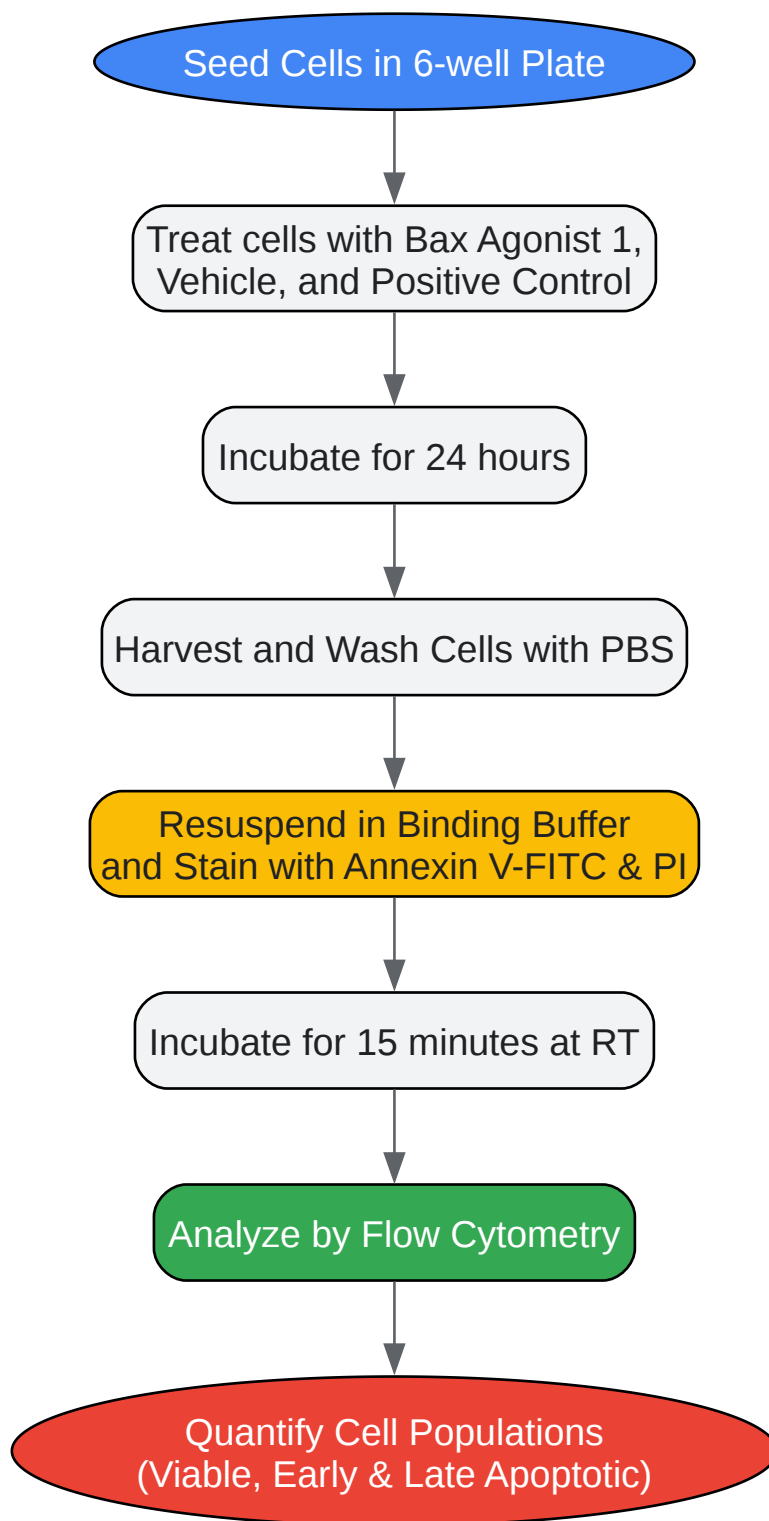 Seed Cells in 6-well Plate
Treat cells with Bax Agonist 1,
Vehicle, and Positive Control
Incubate for 24 hours
Harvest and Wash Cells with PBS
Resuspend in Binding Buffer
and Stain with Annexin V-FITC & PI
Incubate for 15 minutes at RT
Analyze by Flow Cytometry
Quantify Cell Populations
(Viable, Early & Late Apoptotic)